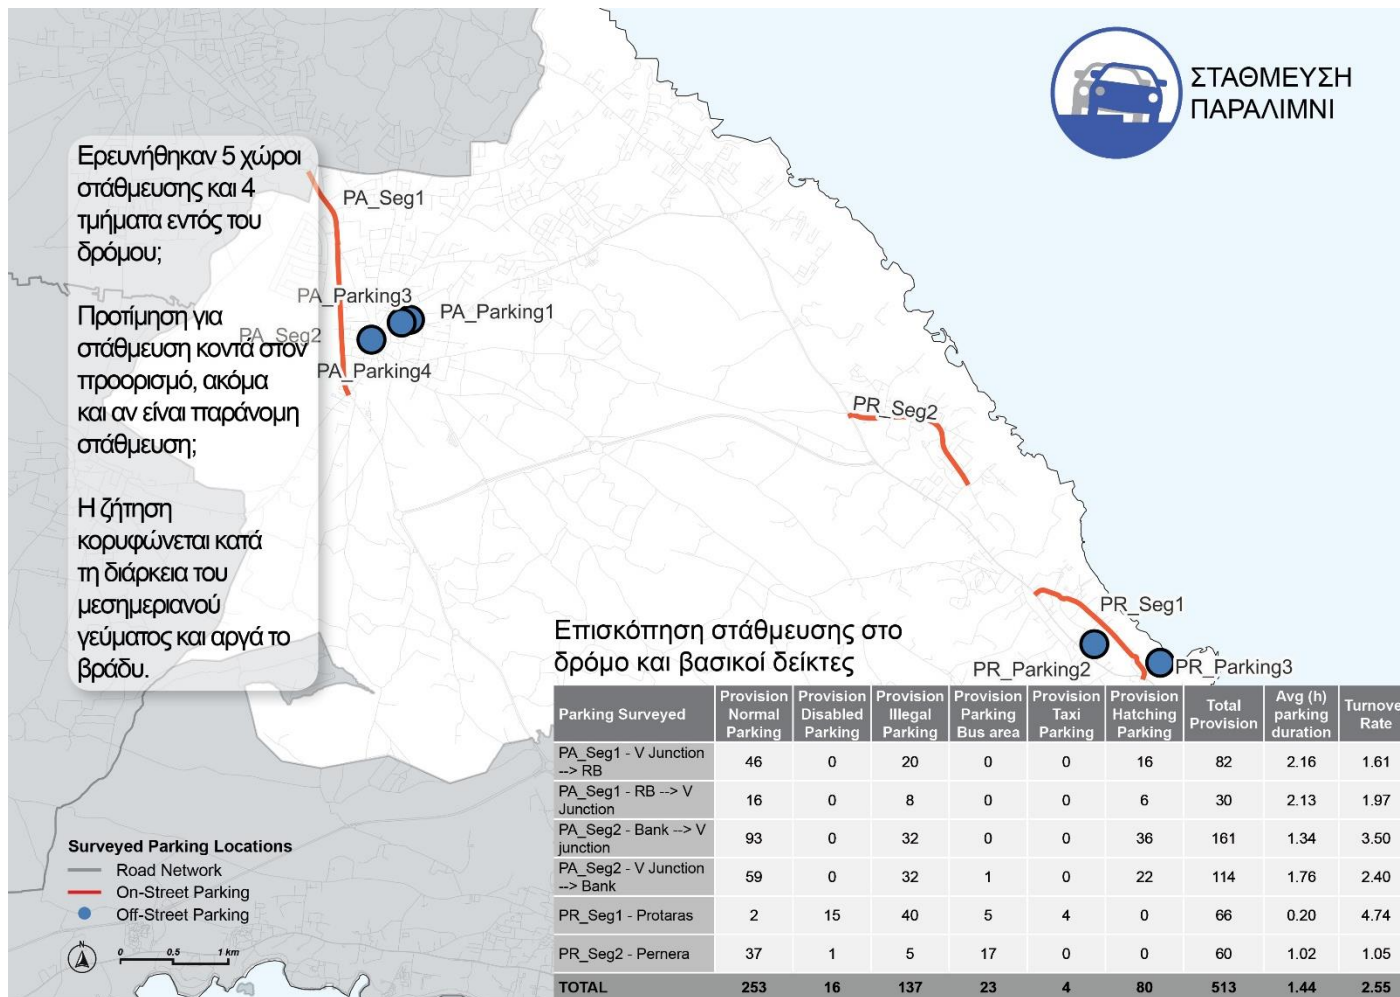 ΣΤΑΘΜΕΥΣΗ
ΠΑΡΑΛΙΜΝΙ
Ερευνήθηκαν 5 χώροι
στάθμευσης και 4
τμήματα εντός του
δρόμου;
Προτίμηση για
στάθμευση κοντά στον
προορισμό, ακόμα
και αν είναι παράνομη
στάθμευση;
Η ζήτηση
κορυφώνεται κατά
τη διάρκεια του
μεσημεριανού
γεύματος και αργά το
βράδυ.
PA_Seg1
PA_Parking3
PA_Parking1
PA_Seg2
PA_Parking4
PR_Seg2
PR_Seg1
PR_Parking2
PR_Parking3
Επισκόπηση στάθμευσης στο
δρόμο και βασικοί δείκτες
Parking Surveyed | Provision Normal Parking | Provision Disabled Parking | Provision Illegal Parking | Provision Parking Bus area | Provision Taxi Parking | Provision Hatching Parking | Total Provision | Avg (h) parking duration | Turnover Rate
PA_Seg1 - V Junction --> RB | 46 | 0 | 20 | 0 | 0 | 16 | 82 | 2.16 | 1.61
PA_Seg1 - RB --> V Junction | 16 | 0 | 8 | 0 | 0 | 6 | 30 | 2.13 | 1.97
PA_Seg2 - Bank --> V junction | 93 | 0 | 32 | 0 | 0 | 36 | 161 | 1.34 | 3.50
PA_Seg2 - V Junction --> Bank | 59 | 0 | 32 | 1 | 0 | 22 | 114 | 1.76 | 2.40
PR_Seg1 - Protaras | 2 | 15 | 40 | 5 | 4 | 0 | 66 | 0.20 | 4.74
PR_Seg2 - Pernera | 37 | 1 | 5 | 17 | 0 | 0 | 60 | 1.02 | 1.05
TOTAL | 253 | 16 | 137 | 23 | 4 | 80 | 513 | 1.44 | 2.55
Surveyed Parking Locations
Road Network
On-Street Parking
Off-Street Parking
N
0 0.5 1 km